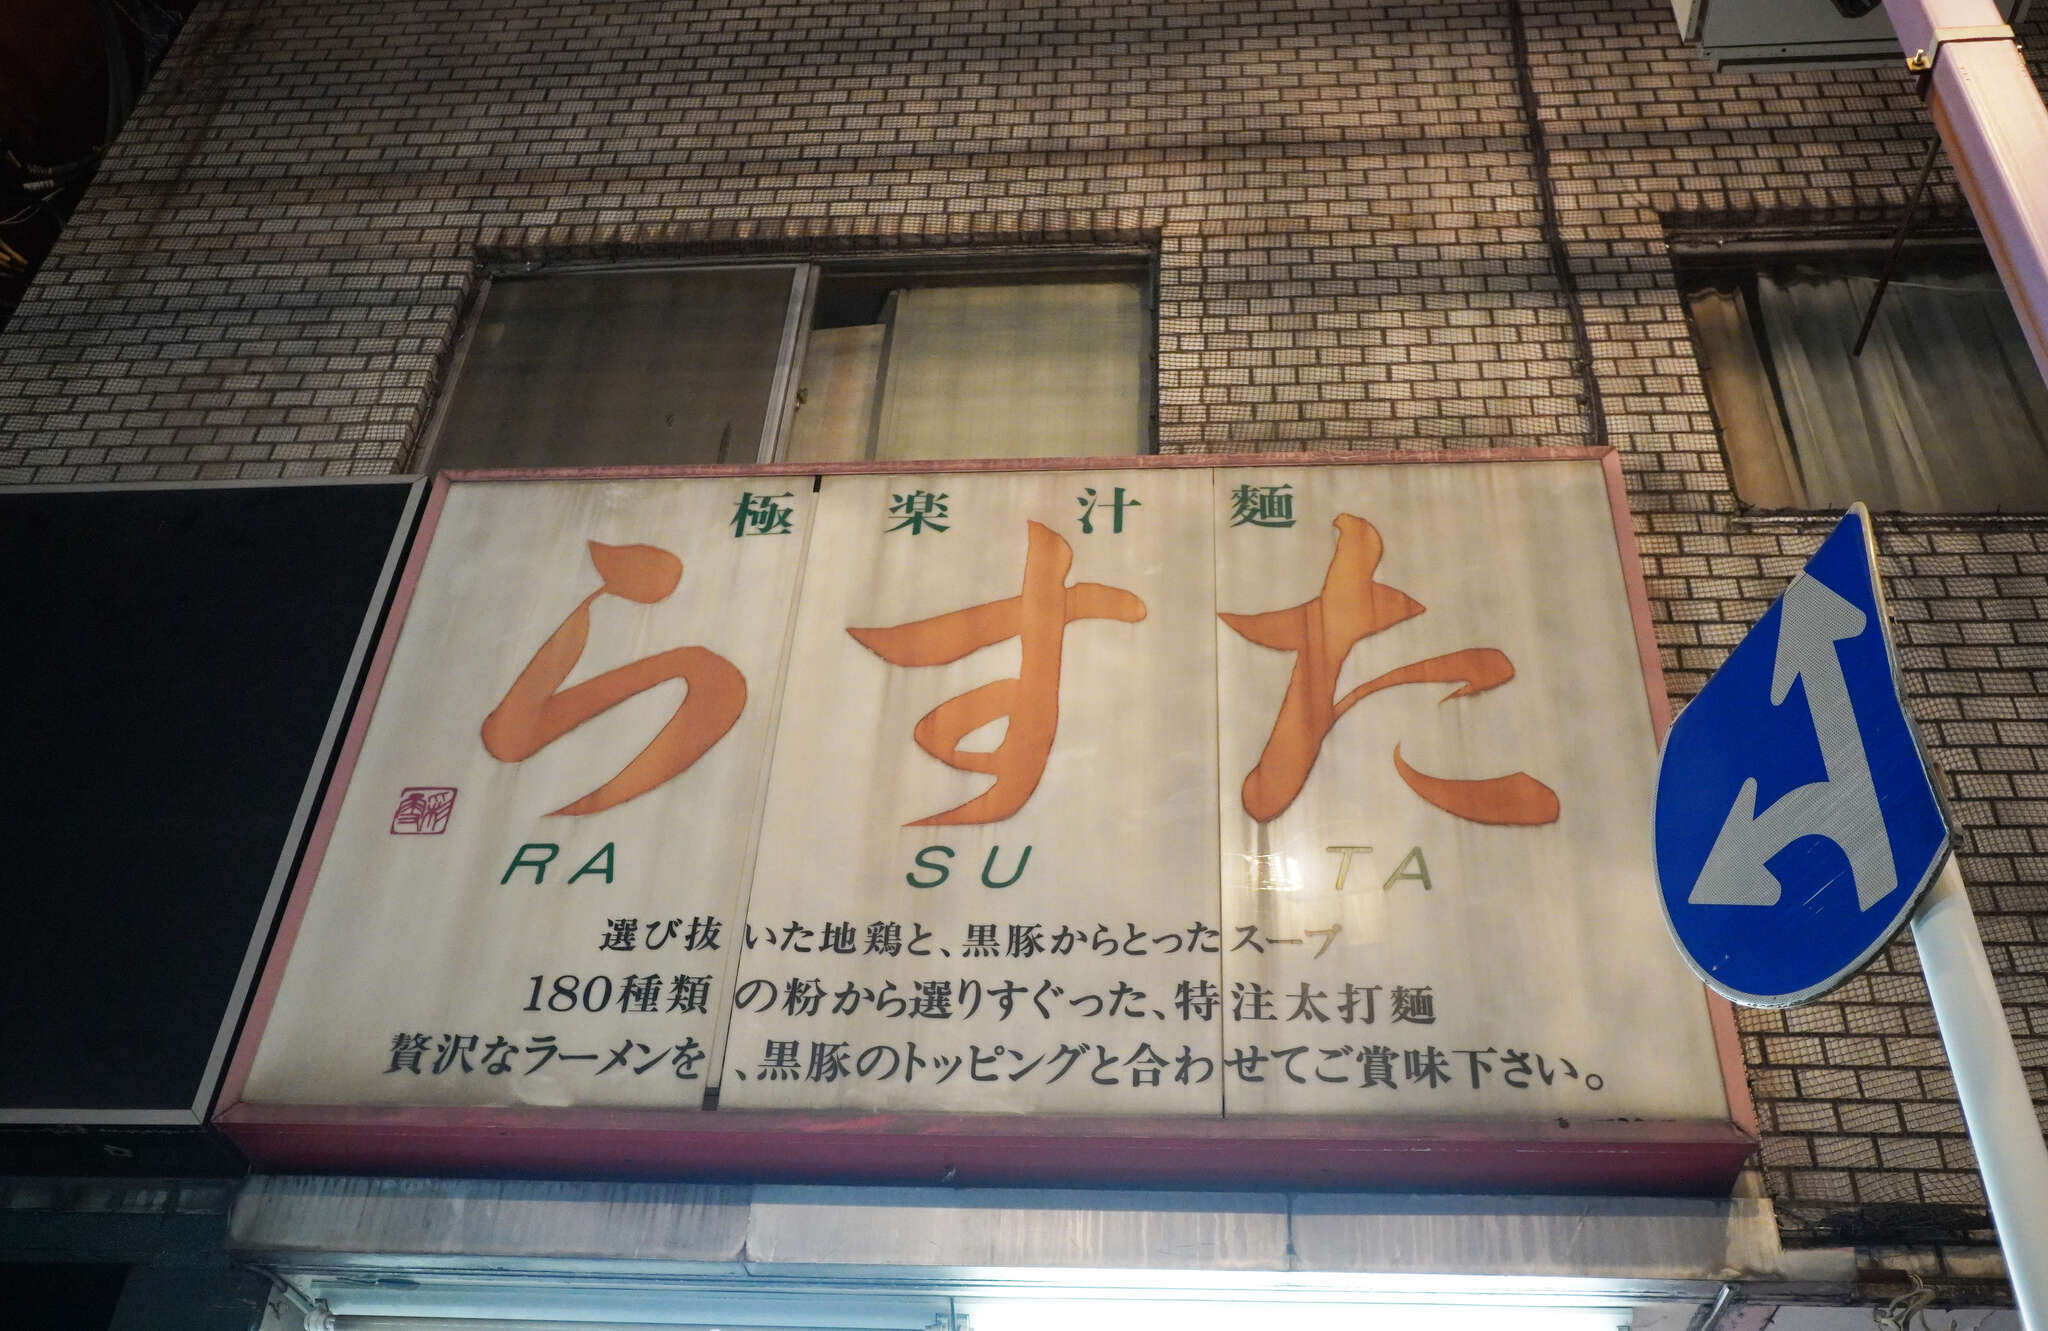 極楽汁麺
らすた
RA SU TA
選び抜いた地鶏と、黒豚からとったスープ
180種類の粉から選りすぐった、特注太打麺
贅沢なラーメンを、黒豚のトッピングと合わせてご賞味下さい。